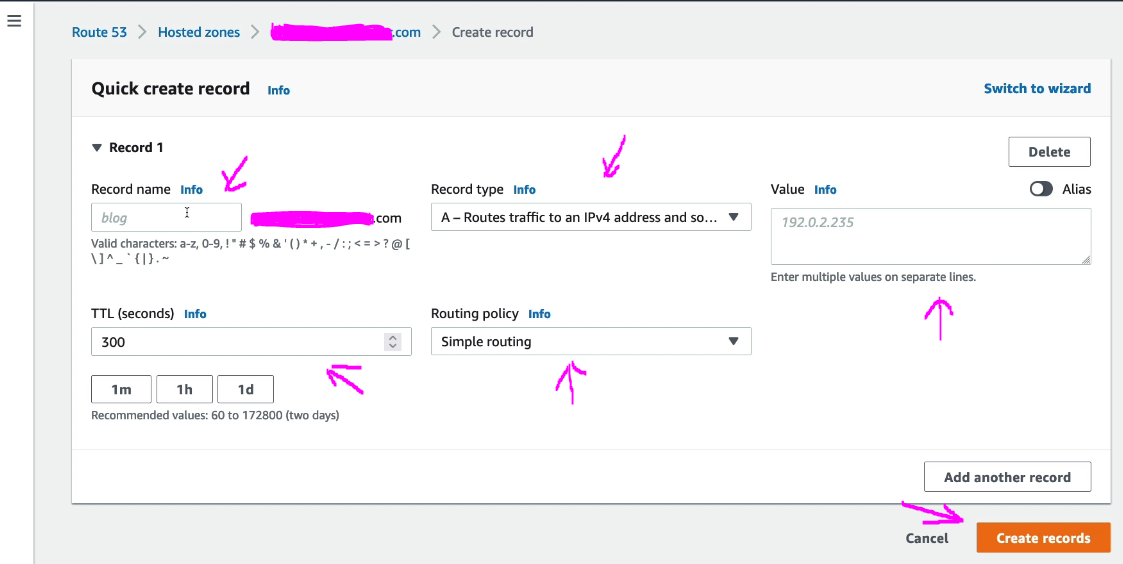 Route 53 > Hosted zones > .com > Create record
Quick create record Info
Switch to wizard
▼ Record 1
Delete
Record name Info
blog
.com
Valid characters: a-z, 0-9, ! " # $ % & ' ( ) * + , - / : ; < = > ? @ [
\ ] ^ _ ` { | } . ~
Record type Info
A – Routes traffic to an IPv4 address and so...
Value Info
Alias
192.0.2.235
Enter multiple values on separate lines.
TTL (seconds) Info
300
1m 1h 1d
Recommended values: 60 to 172800 (two days)
Routing policy Info
Simple routing
Add another record
Cancel
Create records